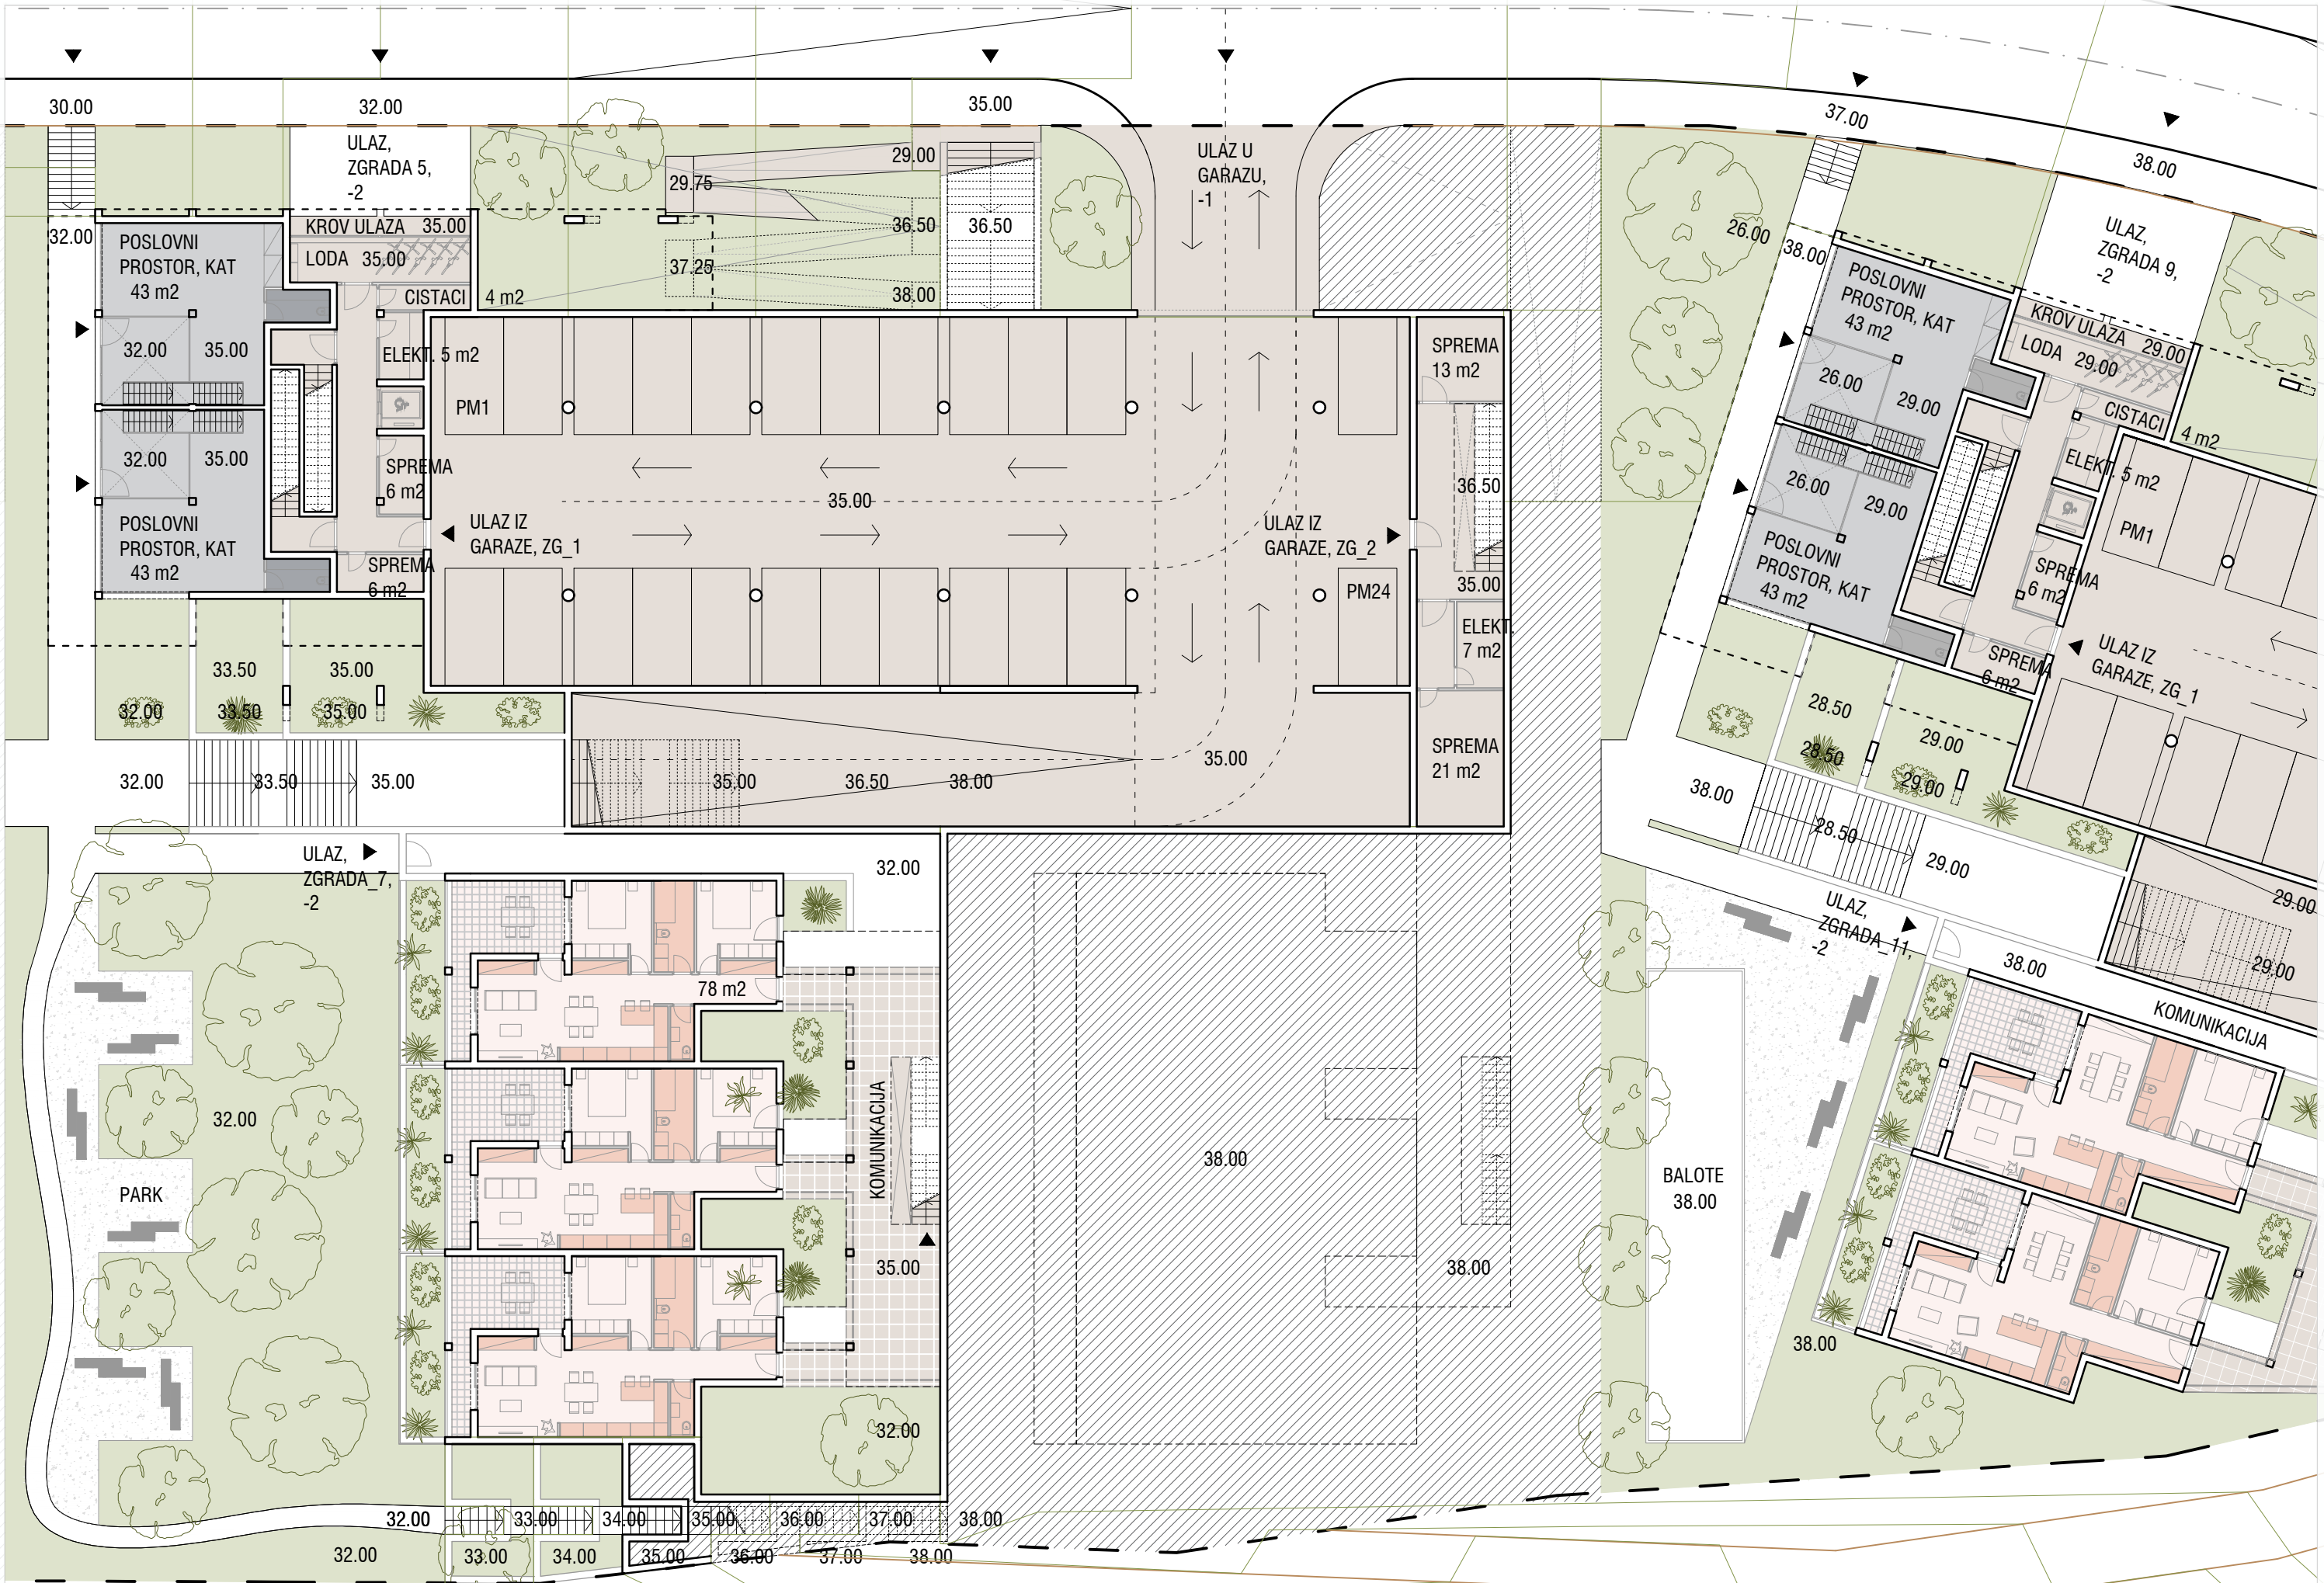 30.00
32.00
35.00
37.00
38.00
ULAZ,
ZGRADA 5,
-2
ULAZ U
GARAZU,
-1
29.00
29.75
36.50
36.50
37.25
38.00
32.00
POSLOVNI
PROSTOR, KAT
43 m2
KROV ULAZA 35.00
LODA 35.00
CISTACI
4 m2
32.00
35.00
ELEKT. 5 m2
PM1
32.00
35.00
SPREMA
6 m2
POSLOVNI
PROSTOR, KAT
43 m2
SPREMA
6 m2
35.00
ULAZ IZ
GARAZE, ZG_1
ULAZ IZ
GARAZE, ZG_2
PM24
SPREMA
13 m2
36.50
35.00
ELEKT.
7 m2
SPREMA
21 m2
33.50
35.00
32.00
33.50
35.00
32.00
33.50
35.00
35.00
36.50
38.00
35.00
ULAZ,
ZGRADA_7,
-2
32.00
78 m2
32.00
PARK
KOMUNIKACIJA
35.00
32.00
38.00
38.00
32.00
33.00
34.00
35.00
36.00
37.00
38.00
32.00
33.00
34.00
35.00
36.00
37.00
38.00
26.00
38.00
ULAZ,
ZGRADA 9,
-2
POSLOVNI
PROSTOR, KAT
43 m2
KROV ULAZA 29.00
LODA 29.00
CISTACI
4 m2
26.00
29.00
ELEKT. 5 m2
PM1
26.00
29.00
SPREMA
6 m2
POSLOVNI
PROSTOR, KAT
43 m2
SPREMA
6 m2
ULAZ IZ
GARAZE, ZG_1
28.50
29.00
28.50
29.00
38.00
28.50
29.00
29.00
29.00
ULAZ,
ZGRADA_11,
-2
38.00
KOMUNIKACIJA
BALOTE
38.00
38.00